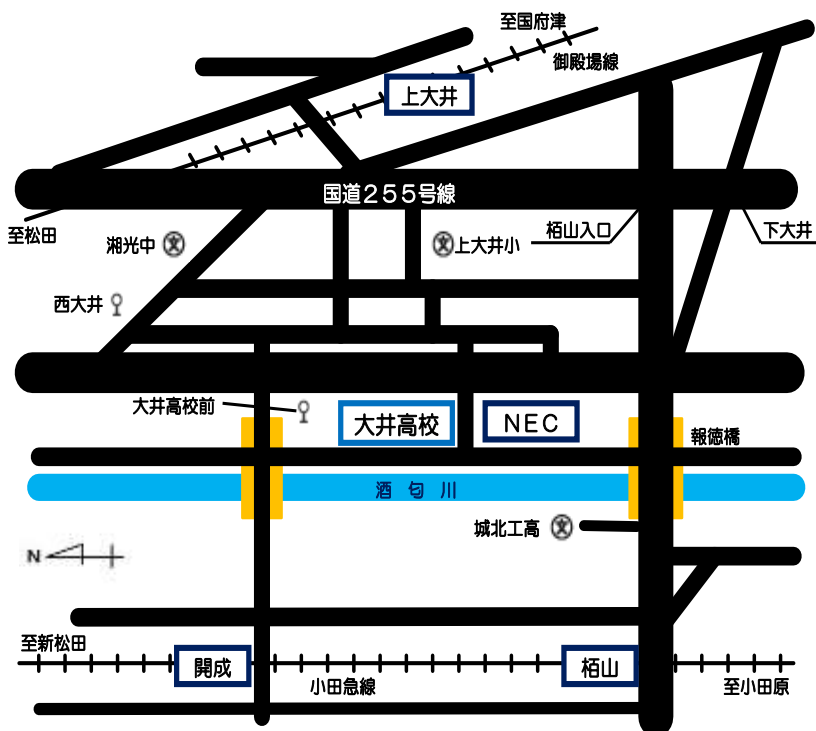 至国府津
御殿場線
上大井
国道２５５号線
至松田
湘光中
文
文
上大井小
栢山入口
下大井
西大井
大井高校前
大井高校
ＮＥＣ
報徳橋
酒匂川
城北工高
文
N
至新松田
開成
小田急線
栢山
至小田原